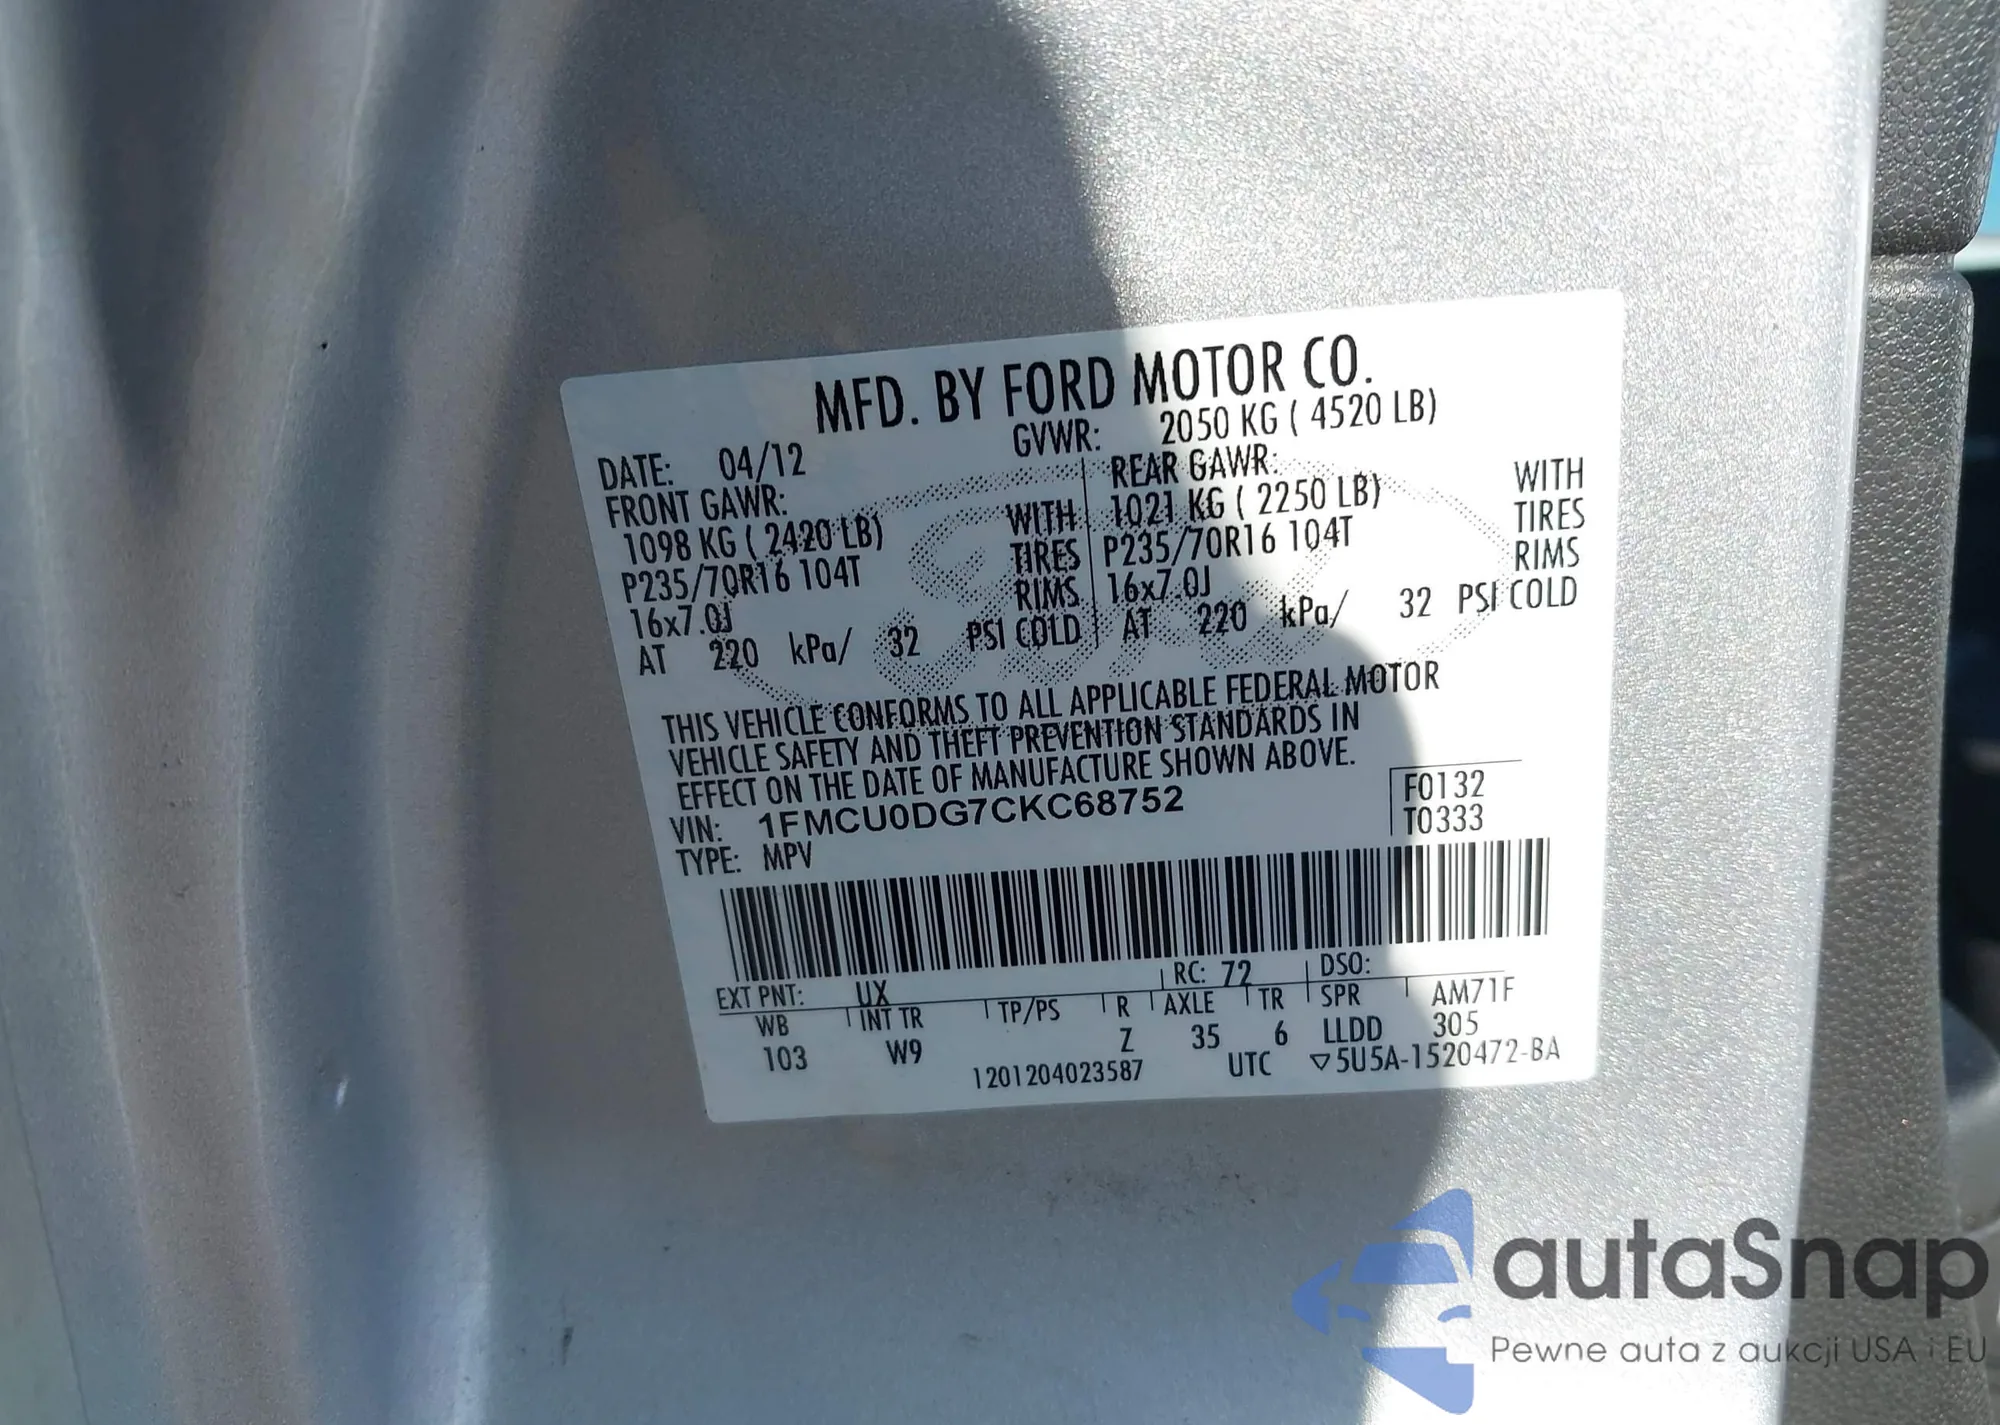 MFD. BY FORD MOTOR CO.
DATE: 04/12 GVWR: 2050 KG ( 4520 LB)
FRONT GAWR: REAR GAWR:
1098 KG ( 2420 LB) WITH 1021 KG ( 2250 LB) WITH
P235/70R16 104T TIRES P235/70R16 104T TIRES
16x7.0J RIMS 16x7.0J RIMS
AT 220 kPa/ 32 PSI COLD AT 220 kPa/ 32 PSI COLD
THIS VEHICLE CONFORMS TO ALL APPLICABLE FEDERAL MOTOR
VEHICLE SAFETY AND THEFT PREVENTION STANDARDS IN
EFFECT ON THE DATE OF MANUFACTURE SHOWN ABOVE.
VIN: 1FMCU0DG7CKC68752 F0132
TYPE: MPV T0333
EXT PNT: UX RC: 72 DSO:
WB INT TR TP/PS R AXLE TR SPR AM71F
103 W9 Z 35 6 LLDD 305
1201204023587 UTC ▽5U5A-1520472-BA
autaSnap
Pewne auta z aukcji USA i EU